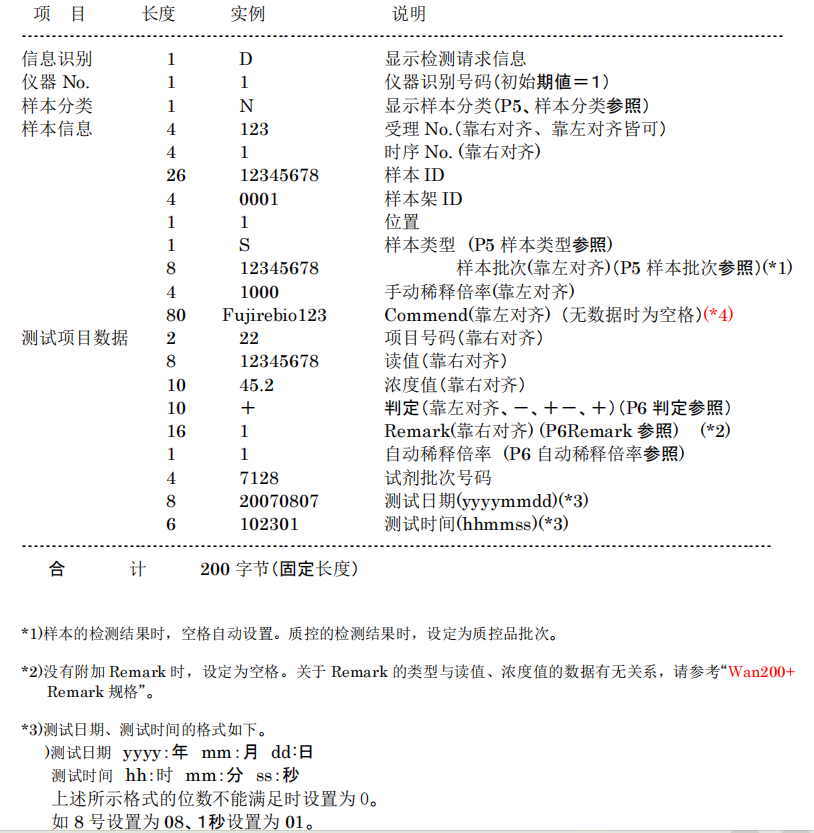 项 目 长度 实例 说明
信息识别 1 D 显示检测请求信息
仪器 No. 1 1 仪器识别号码(初始期値＝1)
样本分类 1 N 显示样本分类(P5、样本分类参照)
样本信息 4 123 受理 No.(靠右对齐、靠左对齐皆可)
4 1 时序 No. (靠右对齐)
26 12345678 样本 ID
4 0001 样本架 ID
1 1 位置
1 S 样本类型 (P5 样本类型参照)
8 12345678 样本批次(靠左对齐)(P5 样本批次参照)(*1)
4 1000 手动稀释倍率(靠左对齐)
80 Fujirebio123 Commend(靠左对齐) (无数据时为空格)(*4)
测试项目数据 2 22 项目号码(靠右对齐)
8 12345678 读值(靠右对齐)
10 45.2 浓度值(靠右对齐)
10 ＋ 判定(靠左对齐、－、＋－、＋)(P6 判定参照)
16 1 Remark(靠右对齐) (P6Remark 参照) (*2)
1 1 自动稀释倍率 (P6 自动稀释倍率参照)
4 7128 试剂批次号码
8 20070807 测试日期(yyyymmdd)(*3)
6 102301 测试时间(hhmmss)(*3)
合 计 200 字节(固定长度)
*1)样本的检测结果时，空格自动设置。质控的检测结果时，设定为质控品批次。
*2)没有附加 Remark 时，设定为空格。关于 Remark 的类型与读值、浓度值的数据有无关系，请参考“Wan200+
Remark 规格”。
*3)测试日期、测试时间的格式如下。
)测试日期 yyyy:年 mm:月 dd:日
测试时间 hh:时 mm:分 ss:秒
上述所示格式的位数不能满足时设置为 0。
如 8 号设置为 08、1秒设置为 01。